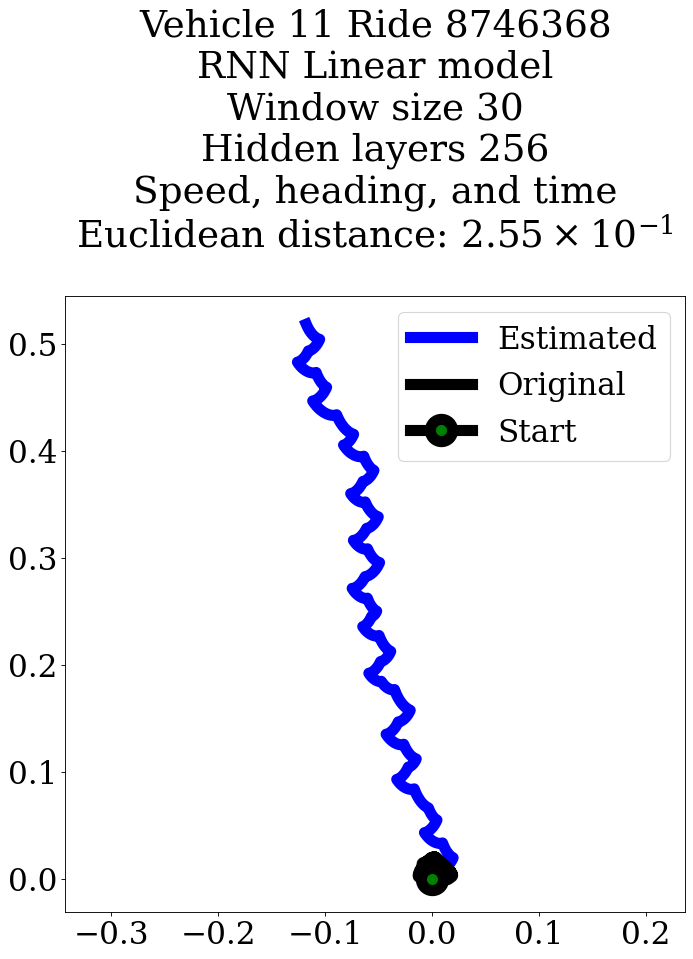 Vehicle 11 Ride 8746368
RNN Linear model
Window size 30
Hidden layers 256
Speed, heading, and time
Euclidean distance: 2.55 × 10⁻¹
Estimated
Original
Start
0.5
0.4
0.3
0.2
0.1
0.0
−0.3 −0.2 −0.1 0.0 0.1 0.2